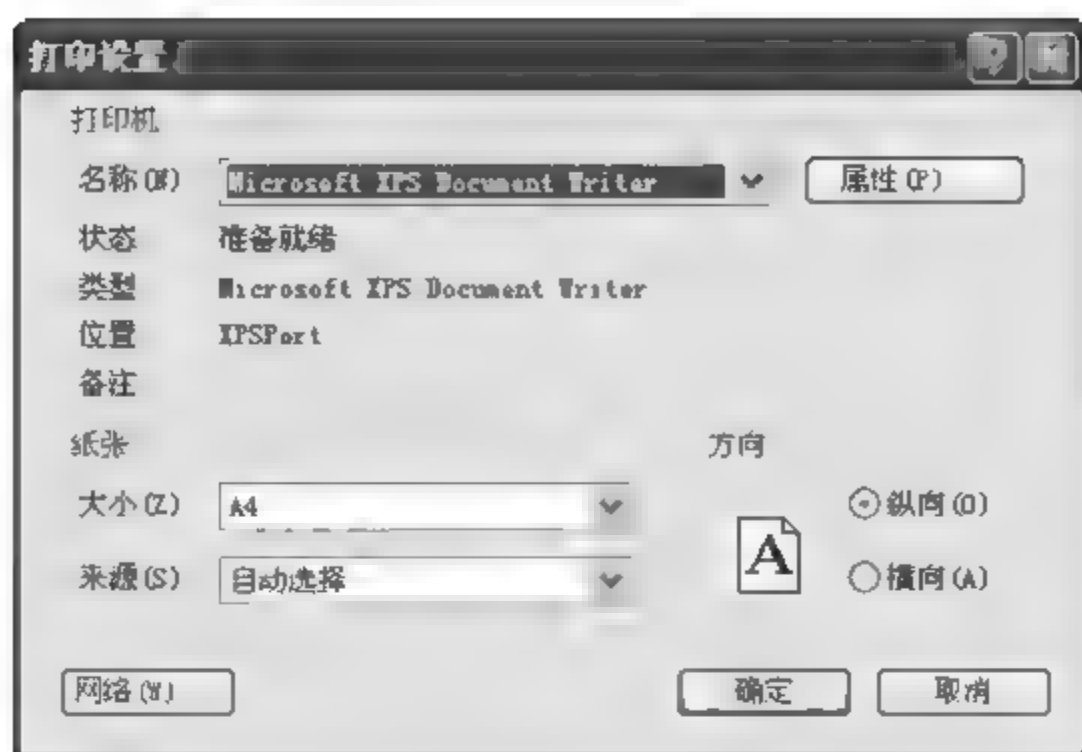 打印设置
打印机
名称(N) Microsoft XPS Document Writer 属性(P)
状态 准备就绪
类型 Microsoft XPS Document Writer
位置 XPSPort
备注
纸张 方向
大小(Z) A4 纵向(O)
来源(S) 自动选择 A 横向(A)
网络(W) 确定 取消